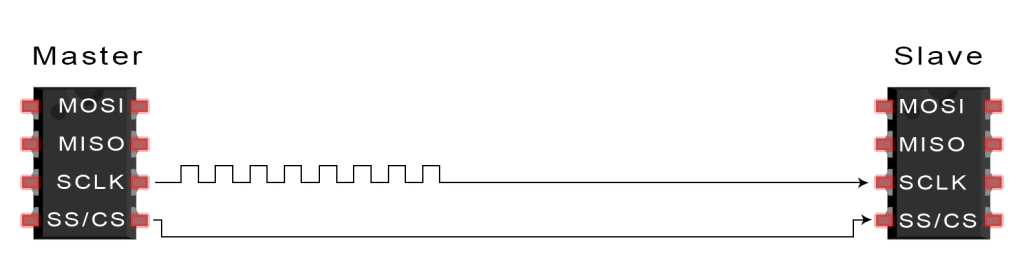 Master
Slave
MOSI
MISO
SCLK
SS/CS
MOSI
MISO
SCLK
SS/CS